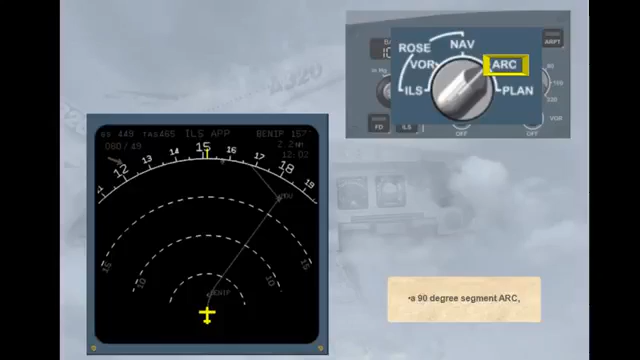 ROSE
NAV
VOR
ARC
ILS
PLAN
ARPT
FD
ILS
OFF
VOR
OFF
GS 449 TAS465
ILS APP
BENIP 157°
080/49
12:02
12
13
14
15
16
17
18
19
15
15
10
10
BENIP
A320
•a 90 degree segment ARC,